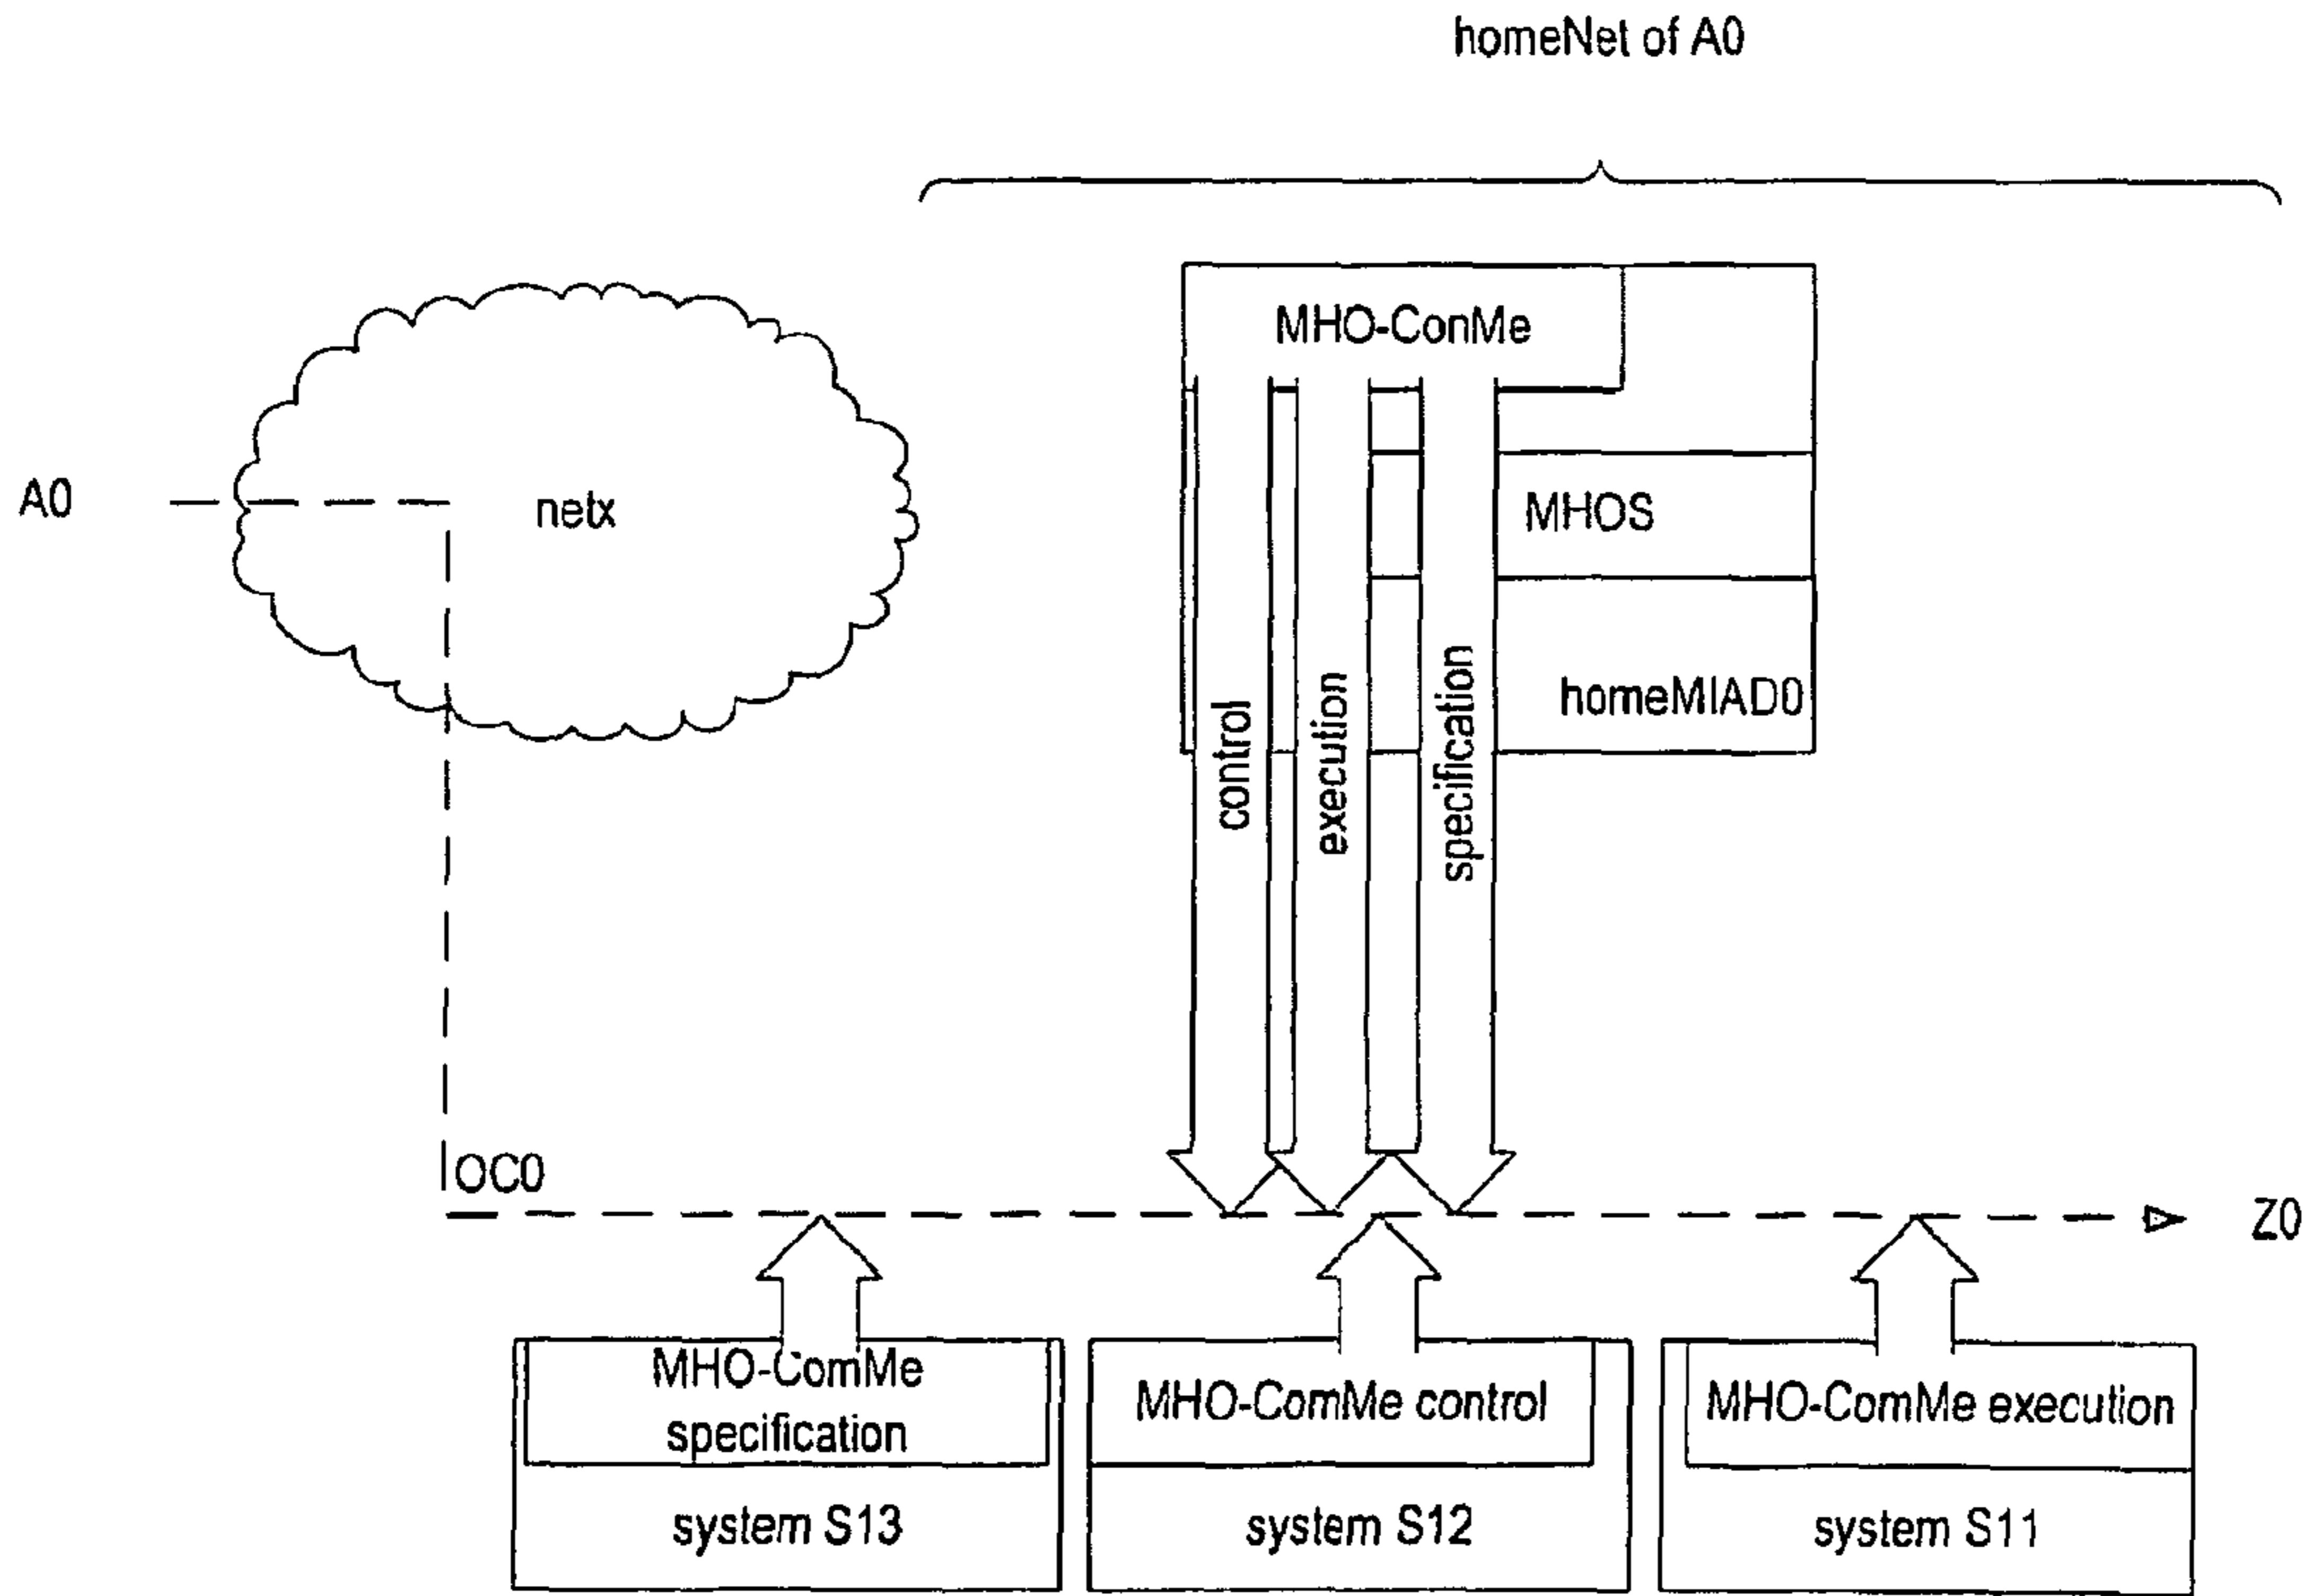 homeNet of A0
MHO-ConMe
A0
netx
MHOS
homeMIAD0
control
execution
specification
OC0
Z0
MHO-ComMe
specification
system S13
MHO-ComMe control
system S12
MHO-ComMe execution
system S11